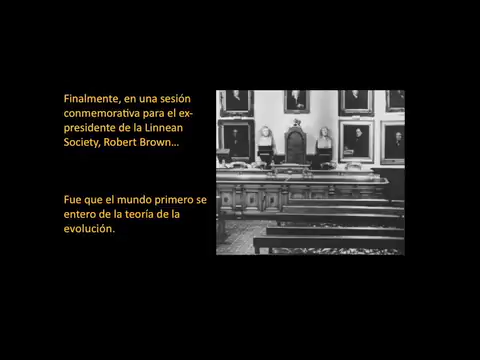 Finalmente, en una sesión
conmemorativa para el ex-
presidente de la Linnean
Society, Robert Brown…
Fue que el mundo primero se
entero de la teoría de la
evolución.